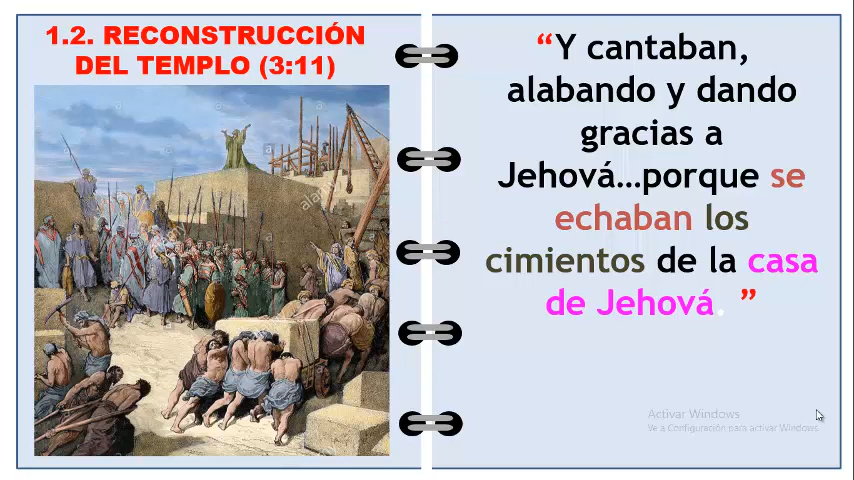 1.2. RECONSTRUCCIÓN
DEL TEMPLO (3:11)
“Y cantaban,
alabando y dando
gracias a
Jehová...porque se
echaban los
cimientos de la casa
de Jehová. ”
Activar Windows
Ve a Configuración para activar Windows.